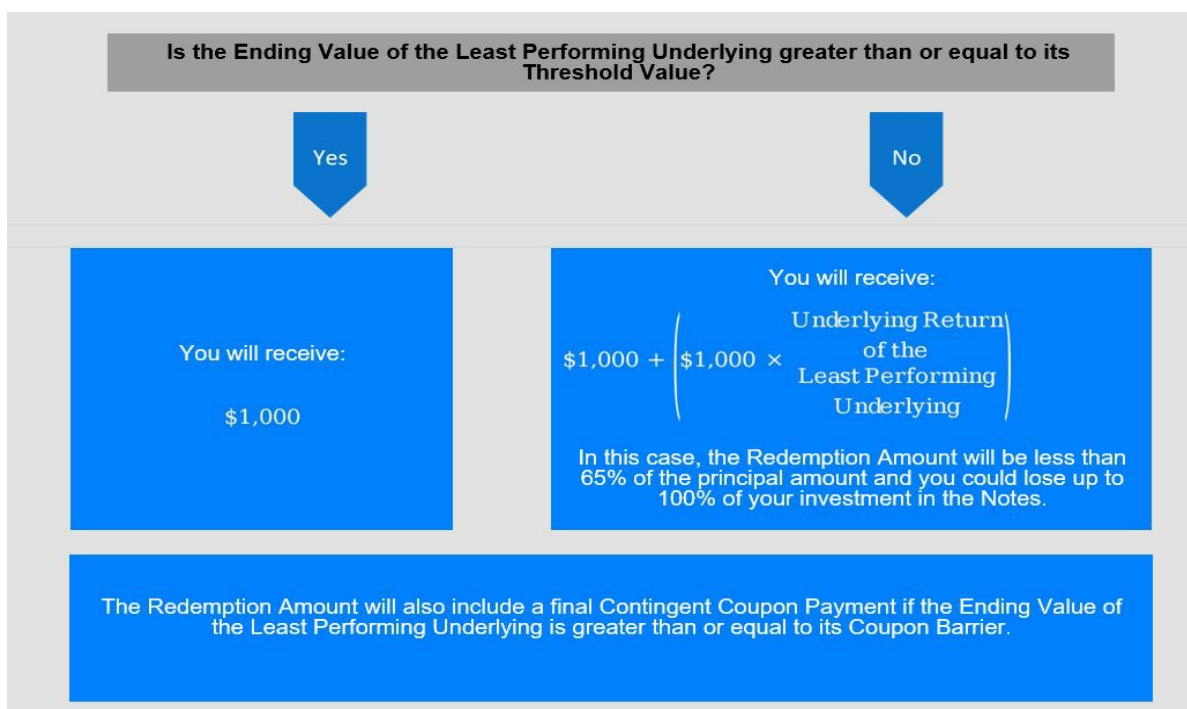 Is the Ending Value of the Least Performing Underlying greater than or equal to its
Threshold Value?
Yes
No
You will receive:
$1,000
You will receive:
$1,000 + ($1,000 × Underlying Return
of the
Least Performing
Underlying)
In this case, the Redemption Amount will be less than
65% of the principal amount and you could lose up to
100% of your investment in the Notes.
The Redemption Amount will also include a final Contingent Coupon Payment if the Ending Value of
the Least Performing Underlying is greater than or equal to its Coupon Barrier.